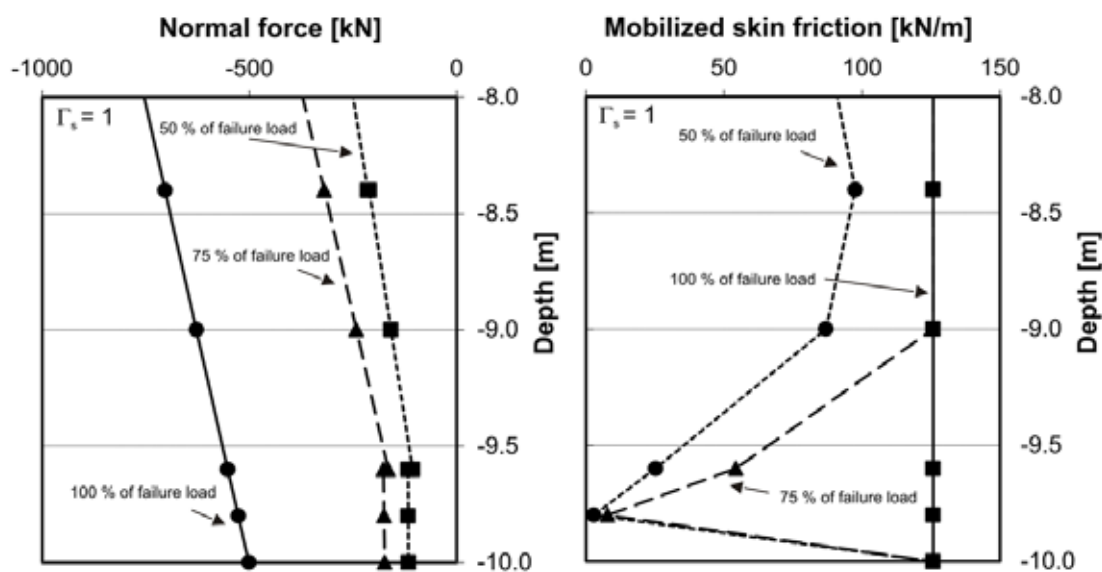 Normal force [kN]
-1000 -500 0
Γs = 1
50 % of failure load
75 % of failure load
100 % of failure load
-8.0
-8.5
-9.0
-9.5
-10.0
Depth [m]
Mobilized skin friction [kN/m]
0 50 100 150
Γs = 1
50 % of failure load
100 % of failure load
75 % of failure load
-8.0
-8.5
-9.0
-9.5
-10.0
Depth [m]